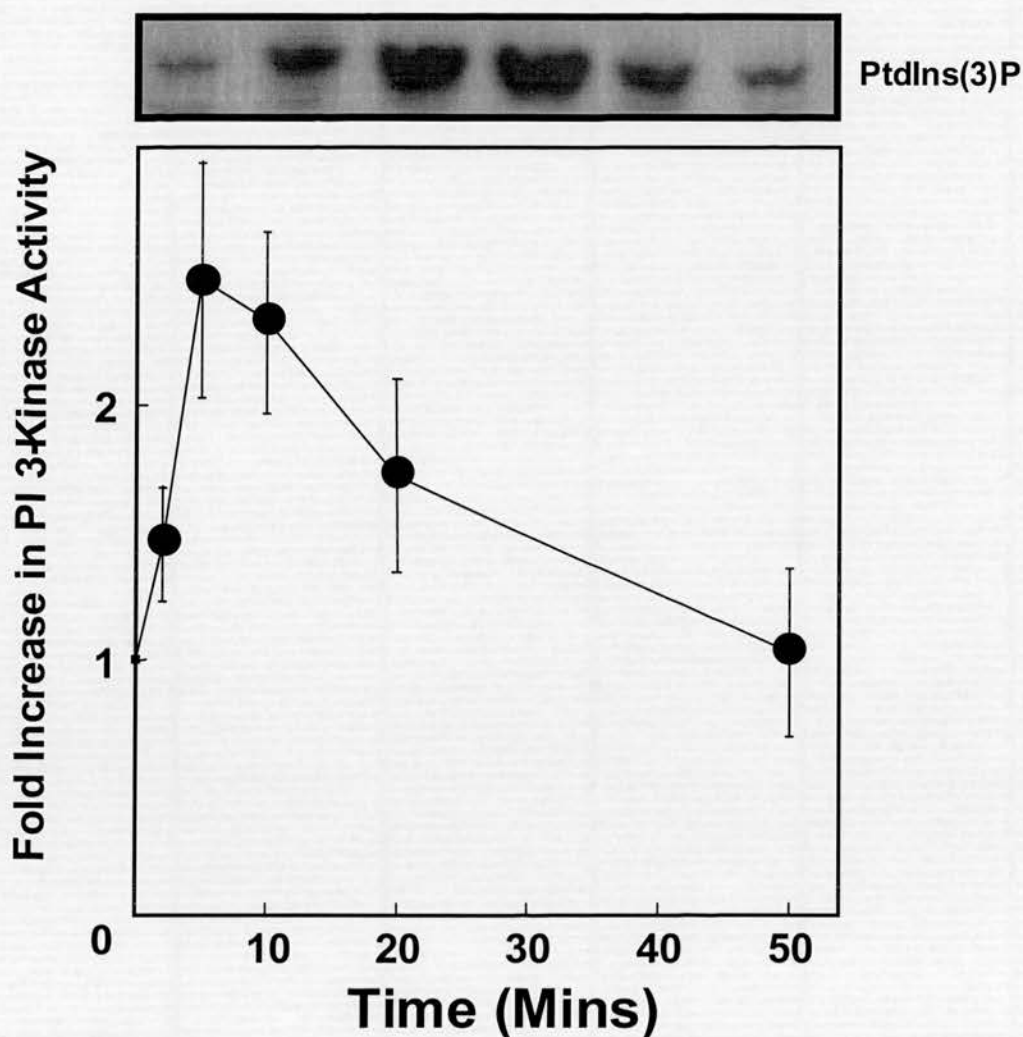 PtdIns(3)P
Fold Increase in PI 3-Kinase Activity
2
1
0
10 20 30 40 50
Time (Mins)